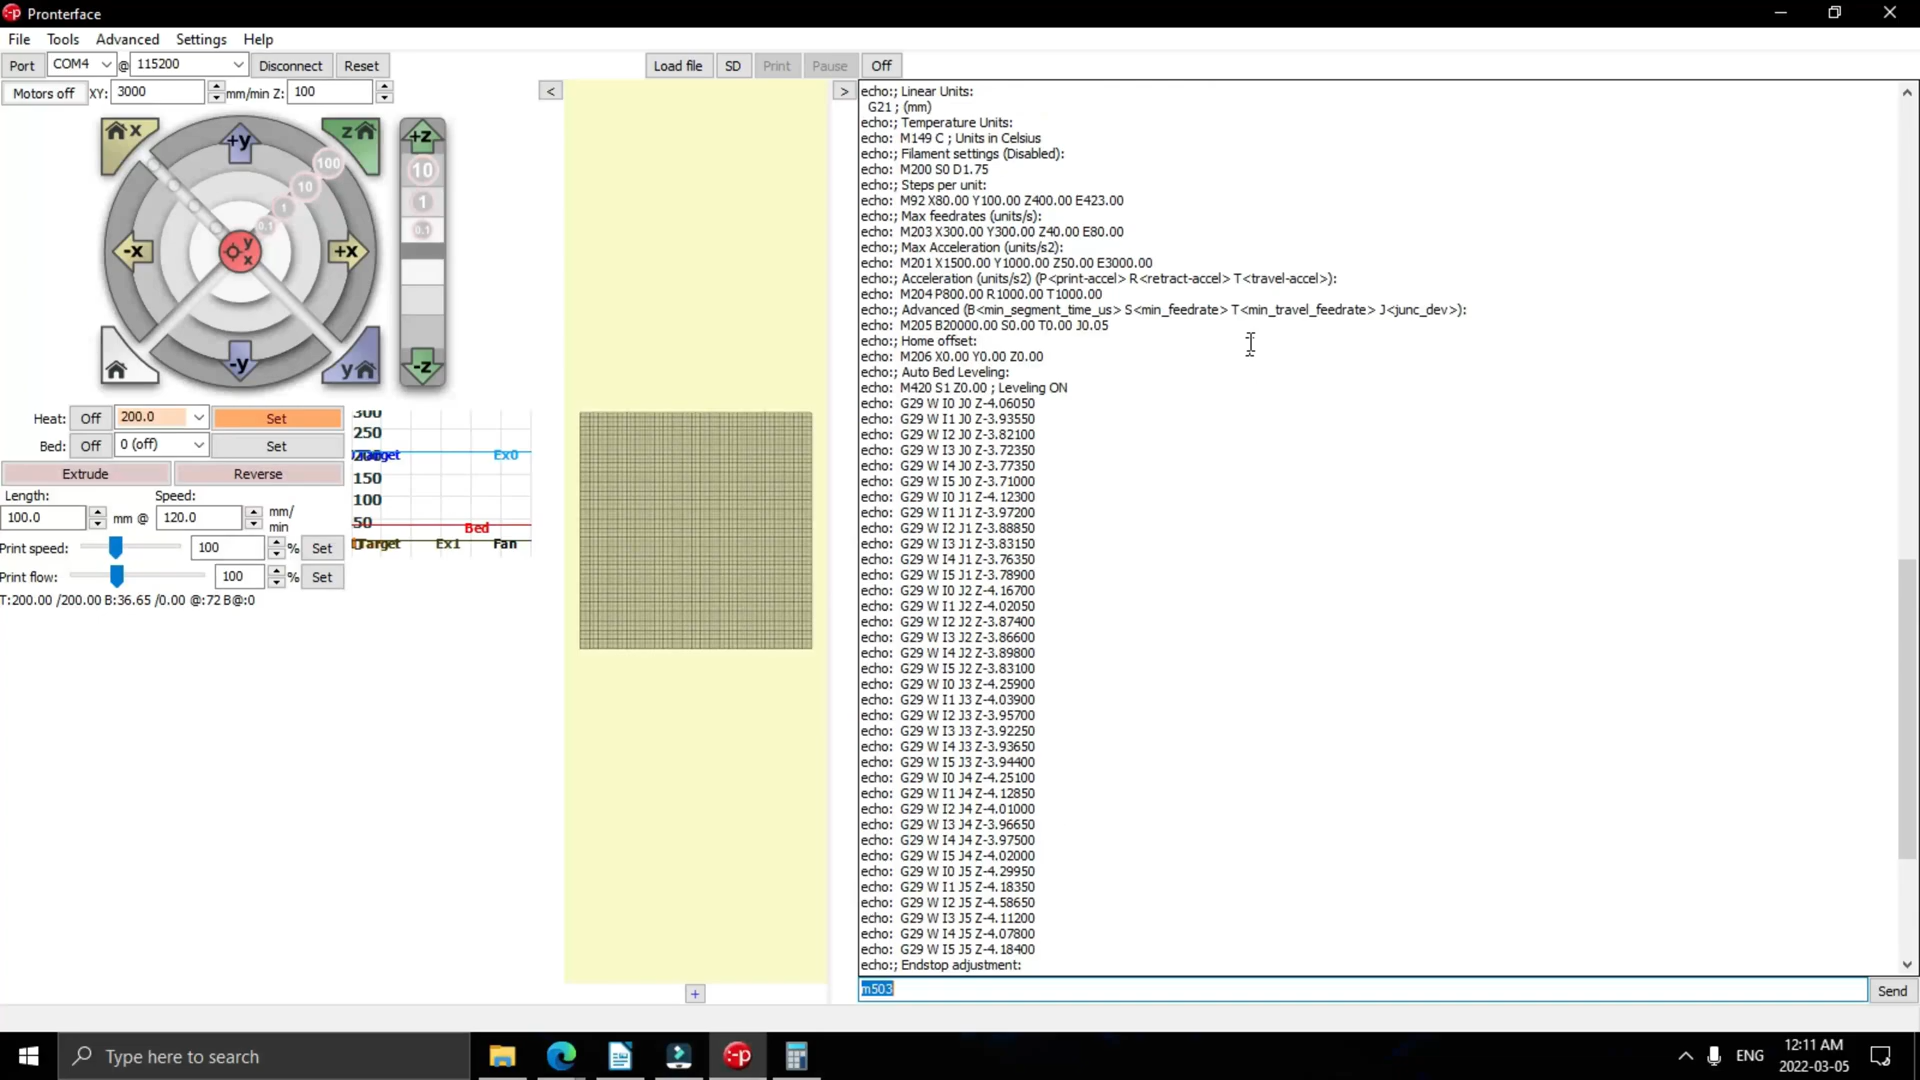 Pronterface
File Tools Advanced Settings Help
Port COM4 @ 115200 Disconnect Reset Load file SD Print Pause Off
Motors off XY: 3000 mm/min Z: 100 < >
x z
+y +z
100 10
10
1 1
0.1 0.1
-x y x +x
-y -z
y
Heat: Off 200.0 Set
Bed: Off 0 (off) Set
Extrude Reverse
Length: Speed:
100.0 mm @ 120.0 mm/
min
Print speed: 100 % Set
Print flow: 100 % Set
T:200.00 /200.00 B:36.65 /0.00 @:72 B@:0
300
250
Ex0
150
100
50 Bed
Target Ex1 Fan
+
echo:; Linear Units:
G21 ; (mm)
echo:; Temperature Units:
echo:  M149 C ; Units in Celsius
echo:; Filament settings (Disabled):
echo:  M200 S0 D1.75
echo:; Steps per unit:
echo:  M92 X80.00 Y100.00 Z400.00 E423.00
echo:; Max feedrates (units/s):
echo:  M203 X300.00 Y300.00 Z40.00 E80.00
echo:; Max Acceleration (units/s2):
echo:  M201 X1500.00 Y1000.00 Z50.00 E3000.00
echo:; Acceleration (units/s2) (P<print-accel> R<retract-accel> T<travel-accel>):
echo:  M204 P800.00 R1000.00 T1000.00
echo:; Advanced (B<min_segment_time_us> S<min_feedrate> T<min_travel_feedrate> J<junc_dev>):
echo:  M205 B20000.00 S0.00 T0.00 J0.05
echo:; Home offset:
echo:  M206 X0.00 Y0.00 Z0.00
echo:; Auto Bed Leveling:
echo:  M420 S1 Z0.00 ; Leveling ON
echo:  G29 W I0 J0 Z-4.06050
echo:  G29 W I1 J0 Z-3.93550
echo:  G29 W I2 J0 Z-3.82100
echo:  G29 W I3 J0 Z-3.72350
echo:  G29 W I4 J0 Z-3.77350
echo:  G29 W I5 J0 Z-3.71000
echo:  G29 W I0 J1 Z-4.12300
echo:  G29 W I1 J1 Z-3.97200
echo:  G29 W I2 J1 Z-3.88850
echo:  G29 W I3 J1 Z-3.83150
echo:  G29 W I4 J1 Z-3.76350
echo:  G29 W I5 J1 Z-3.78900
echo:  G29 W I0 J2 Z-4.16700
echo:  G29 W I1 J2 Z-4.02050
echo:  G29 W I2 J2 Z-3.87400
echo:  G29 W I3 J2 Z-3.86600
echo:  G29 W I4 J2 Z-3.89800
echo:  G29 W I5 J2 Z-3.83100
echo:  G29 W I0 J3 Z-4.25900
echo:  G29 W I1 J3 Z-4.03900
echo:  G29 W I2 J3 Z-3.95700
echo:  G29 W I3 J3 Z-3.92250
echo:  G29 W I4 J3 Z-3.93650
echo:  G29 W I5 J3 Z-3.94400
echo:  G29 W I0 J4 Z-4.25100
echo:  G29 W I1 J4 Z-4.12850
echo:  G29 W I2 J4 Z-4.01000
echo:  G29 W I3 J4 Z-3.96650
echo:  G29 W I4 J4 Z-3.97500
echo:  G29 W I5 J4 Z-4.02000
echo:  G29 W I0 J5 Z-4.29950
echo:  G29 W I1 J5 Z-4.18350
echo:  G29 W I2 J5 Z-4.58650
echo:  G29 W I3 J5 Z-4.11200
echo:  G29 W I4 J5 Z-4.07800
echo:  G29 W I5 J5 Z-4.18400
echo:; Endstop adjustment:
m503 Send
Type here to search ENG 12:11 AM
2022-03-05